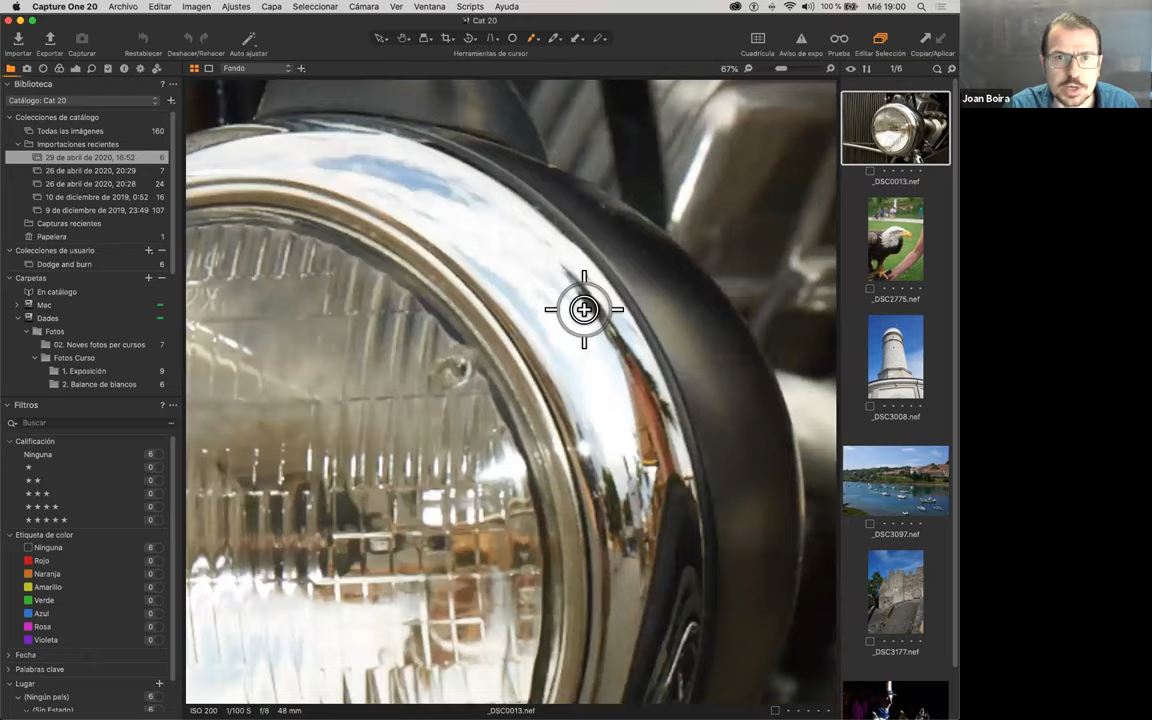 Capture One 20 Archivo Editar Imagen Ajustes Capa Seleccionar Cámara Ver Ventana Scripts Ayuda 100 % Mié 19:00
Cat 20
Importar Exportar Capturar Restablecer Deshacer/Rehacer Auto ajustar Herramientas de cursor Cuadrícula Aviso de expo Prueba Editar Selección Copiar/Aplicar
Biblioteca ? ...
Fondo
67%
1/6
Catálogo: Cat 20
Colecciones de catálogo
Todas las imágenes 160
Importaciones recientes
29 de abril de 2020, 16:52 6
26 de abril de 2020, 20:29 7
26 de abril de 2020, 20:28 24
10 de diciembre de 2019, 0:52 16
9 de diciembre de 2019, 23:49 107
Capturas recientes
Papelera 1
Colecciones de usuario
Dodge and burn 6
Carpetas
En catálogo
Mac
Dades
Fotos
02. Noves fotos per cursos 7
Fotos Curso
1. Exposición 9
2. Balance de blancos 6
Filtros ? ...
Buscar
Calificación
Ninguna 6
★ 0
★ ★ 0
★ ★ ★ 0
★ ★ ★ ★ 0
★ ★ ★ ★ ★ 0
Etiqueta de color
Ninguna 6
Rojo 0
Naranja 0
Amarillo 0
Verde 0
Azul 0
Rosa 0
Violeta 0
Fecha
Palabras clave
Lugar
(Ningún país) 6
(Sin Estado) 6
ISO 200 1/100 S f/8 48 mm _DSC0013.nef
_DSC0013.nef
_DSC2775.nef
_DSC3008.nef
_DSC3097.nef
_DSC3177.nef
Joan Boira